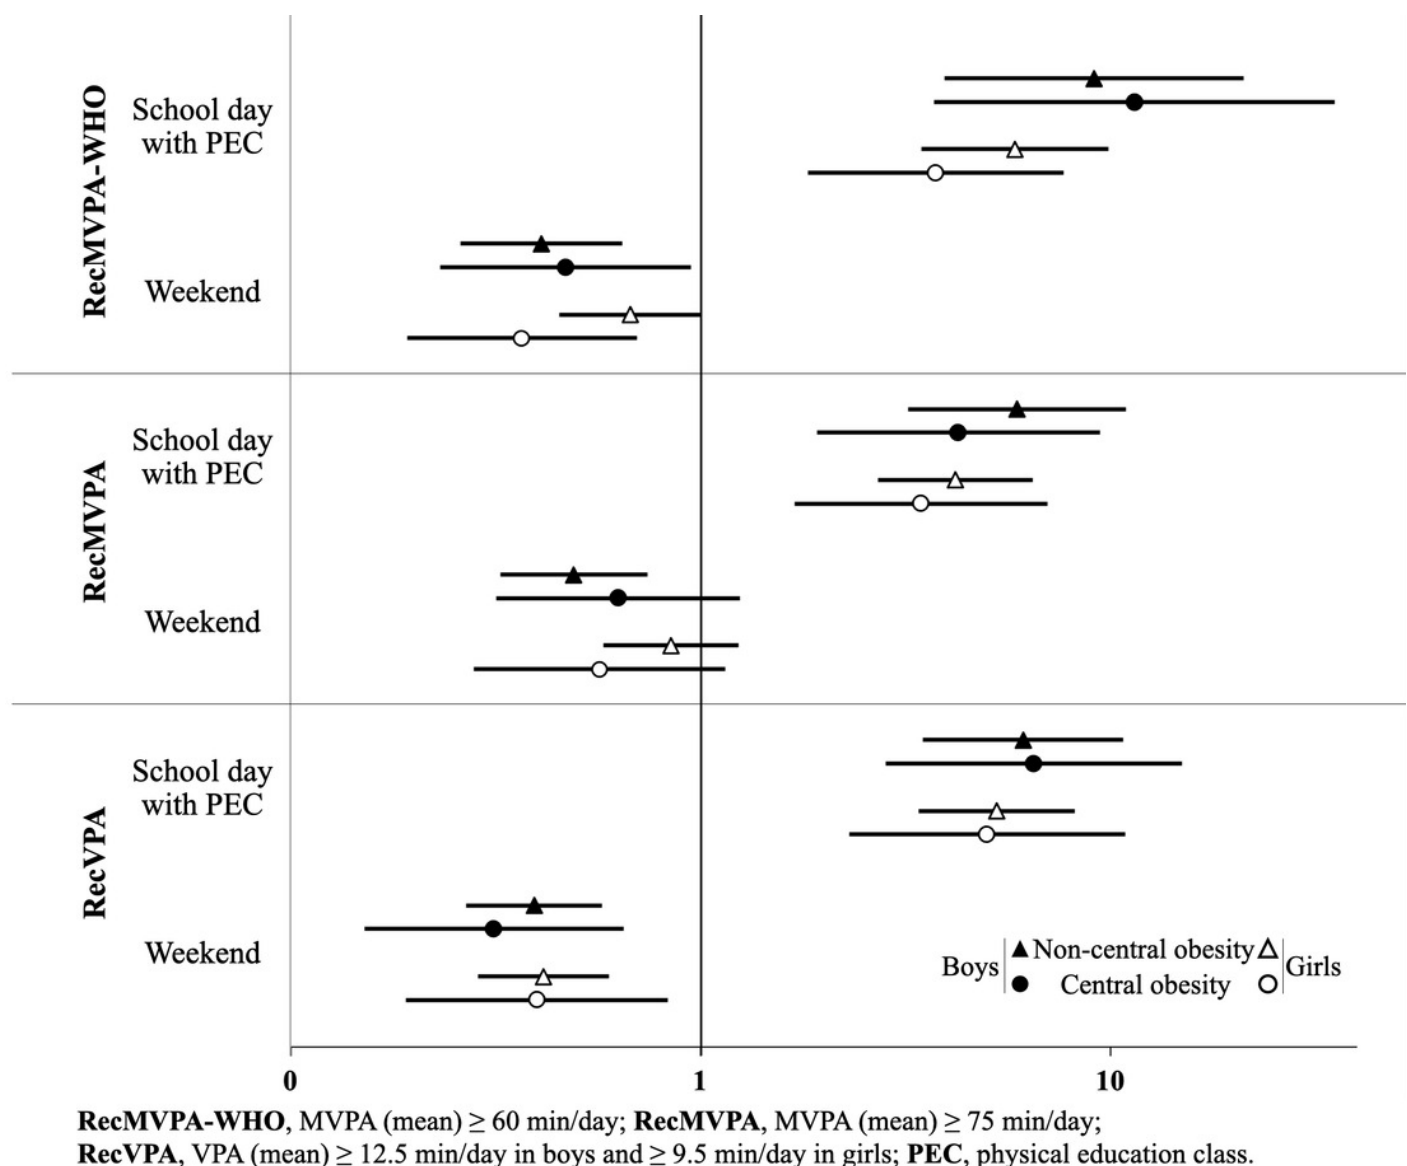 RecMVPA-WHO
School day
with PEC
Weekend
RecMVPA
School day
with PEC
Weekend
RecVPA
School day
with PEC
Weekend
Boys Non-central obesity Girls
Central obesity
0 1 10
RecMVPA-WHO, MVPA (mean) ≥ 60 min/day; RecMVPA, MVPA (mean) ≥ 75 min/day;
RecVPA, VPA (mean) ≥ 12.5 min/day in boys and ≥ 9.5 min/day in girls; PEC, physical education class.